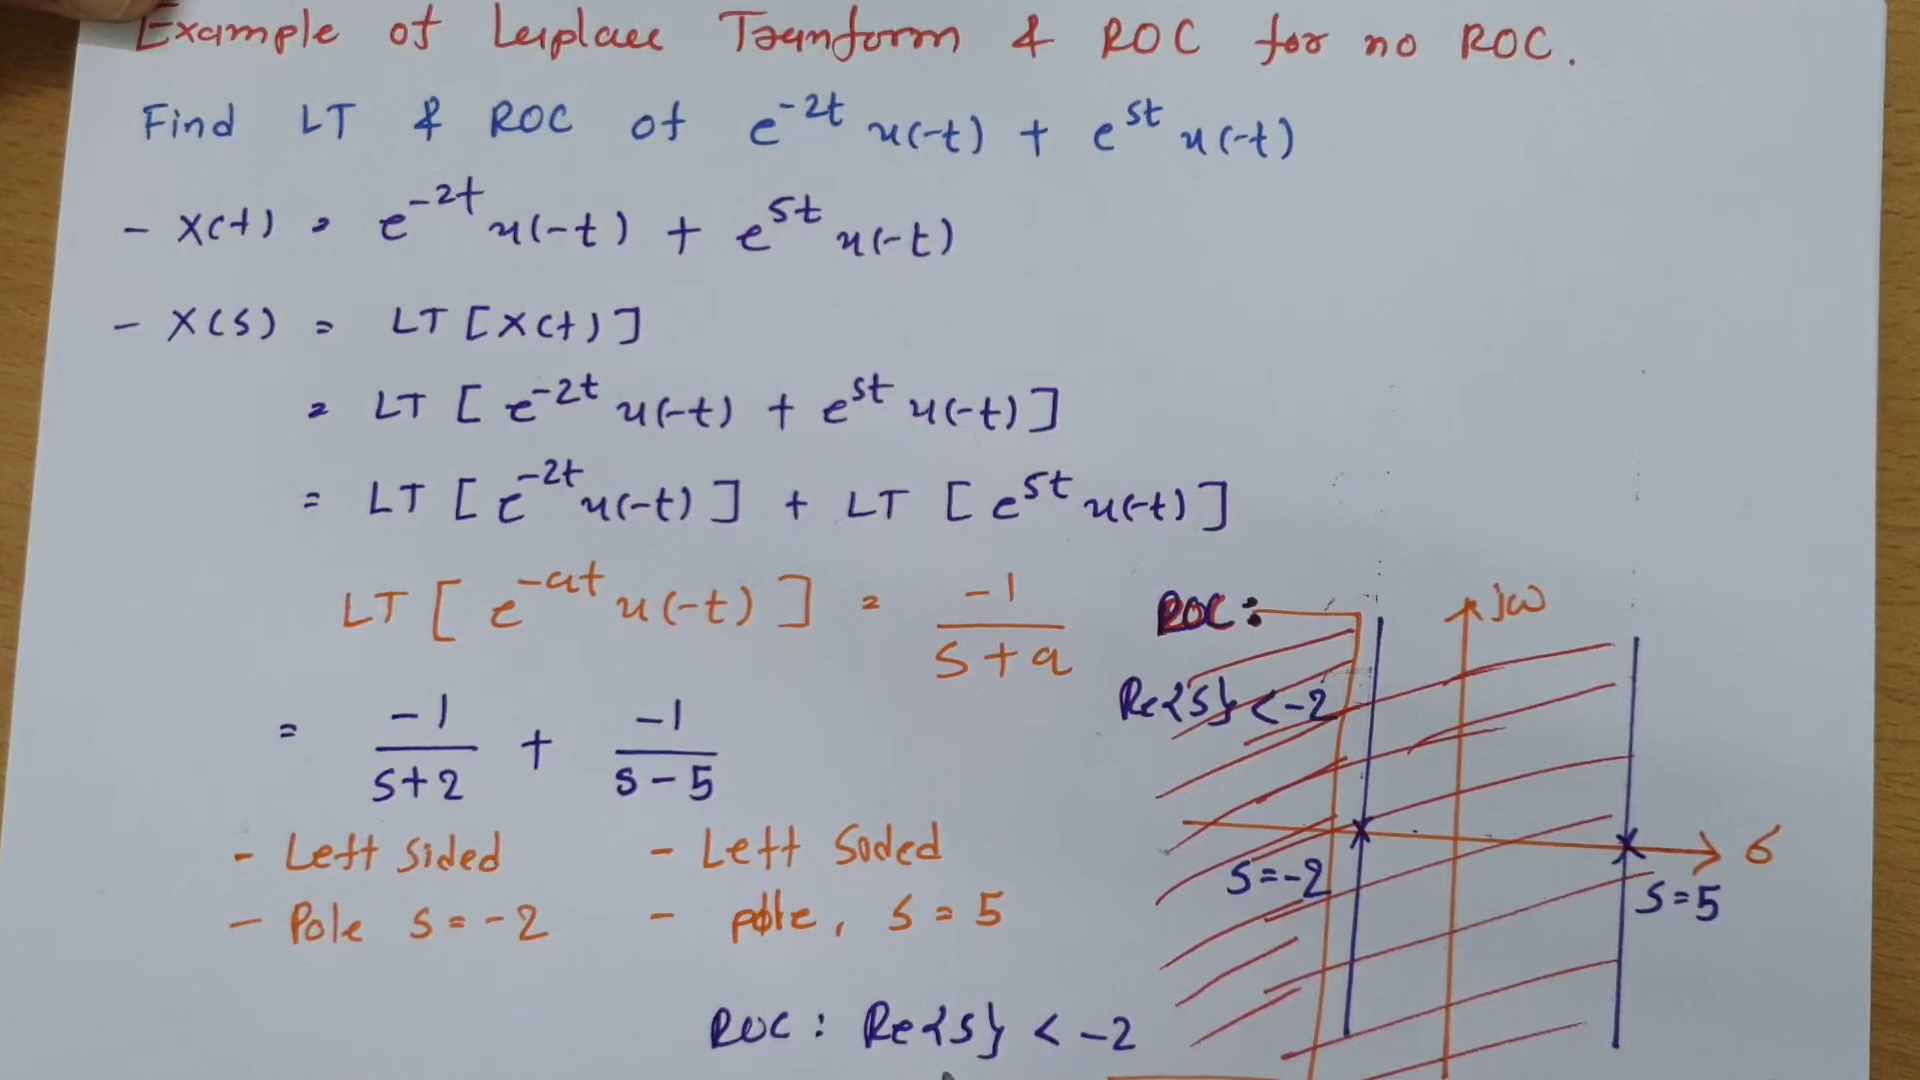 Example of Laplace Transform & ROC for no ROC.
Find LT & ROC of e^-2t u(-t) + e^5t u(-t)
- x(t) = e^-2t u(-t) + e^5t u(-t)
- X(s) = LT [x(t)]
= LT [e^-2t u(-t) + e^5t u(-t)]
= LT [e^-2t u(-t)] + LT [e^5t u(-t)]
LT [e^-at u(-t)] = -1/(s+a)
= -1/(s+2) + -1/(s-5)
- Left Sided
- Pole s = -2
- Left Soded
- pole, s = 5
ROC: Re{s} < -2
ROC:
Re{s} < -2
jω
σ
S=-2
S=5